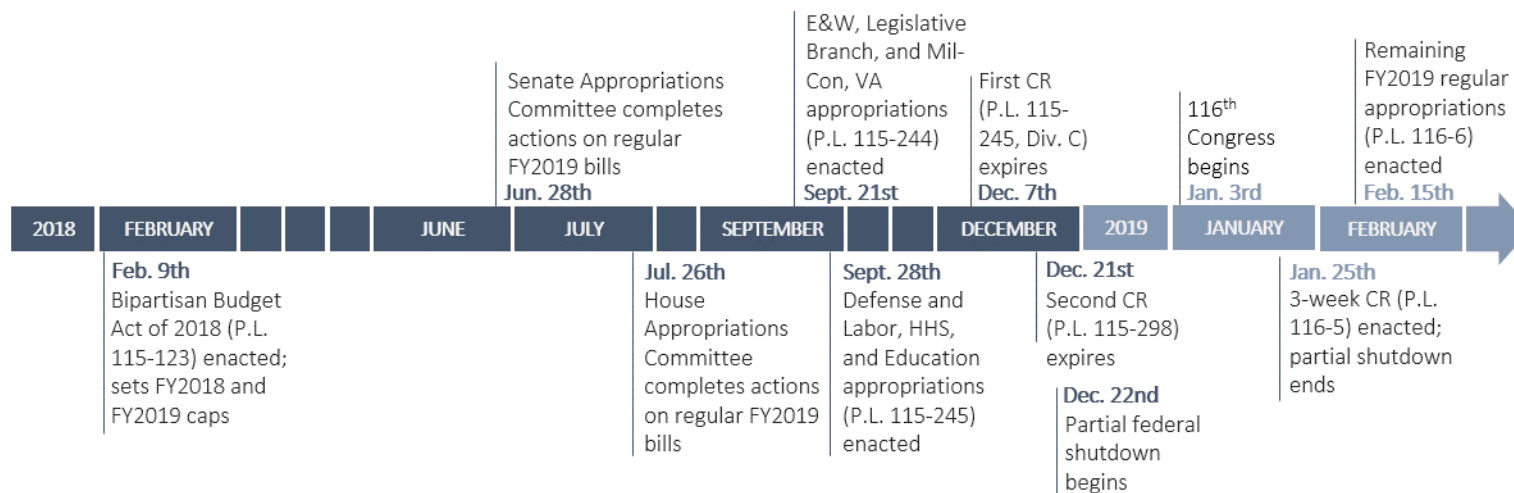 Senate Appropriations
Committee completes
actions on regular
FY2019 bills
Jun. 28th
E&W, Legislative
Branch, and Mil-
Con, VA
appropriations
(P.L. 115-244)
enacted
Sept. 21st
First CR
(P.L. 115-
245, Div. C)
expires
Dec. 7th
116th
Congress
begins
Jan. 3rd
Remaining
FY2019 regular
appropriations
(P.L. 116-6)
enacted
Feb. 15th
2018 FEBRUARY JUNE JULY SEPTEMBER DECEMBER 2019 JANUARY FEBRUARY
Feb. 9th
Bipartisan Budget
Act of 2018 (P.L.
115-123) enacted;
sets FY2018 and
FY2019 caps
Jul. 26th
House
Appropriations
Committee
completes actions
on regular FY2019
bills
Sept. 28th
Defense and
Labor, HHS,
and Education
appropriations
(P.L. 115-245)
enacted
Dec. 21st
Second CR
(P.L. 115-298)
expires
Dec. 22nd
Partial federal
shutdown
begins
Jan. 25th
3-week CR (P.L.
116-5) enacted;
partial shutdown
ends